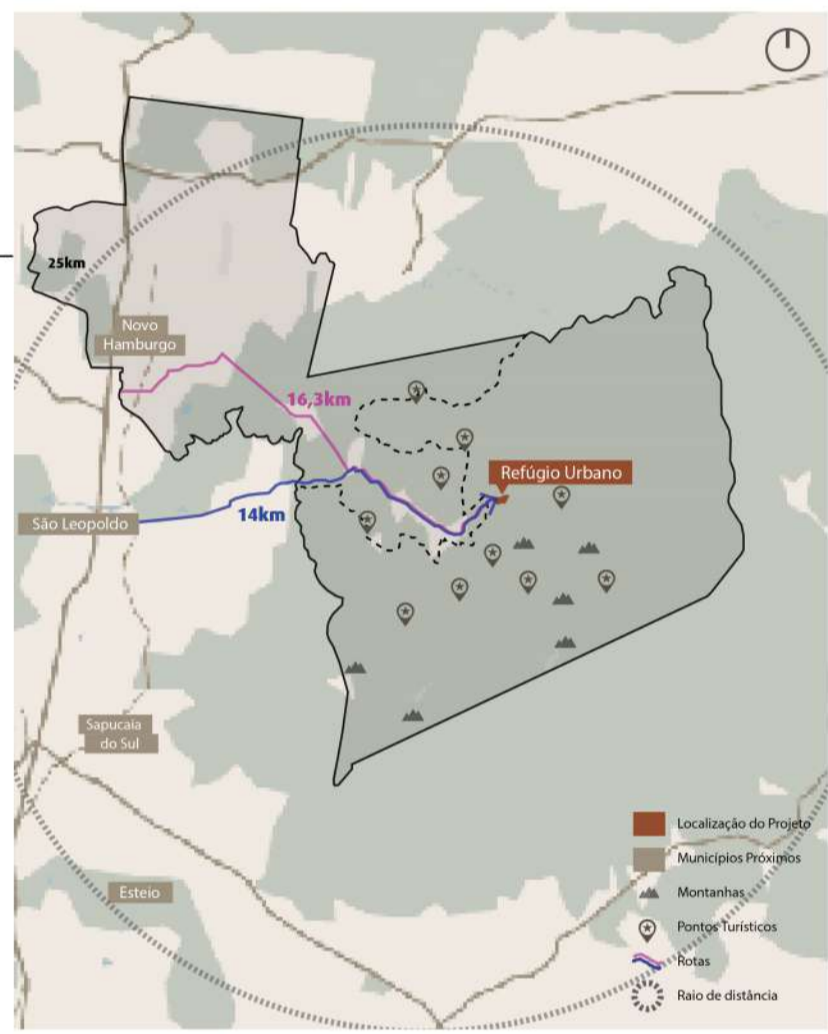 25km
Novo
Hamburgo
16,3km
Refúgio Urbano
14km
São Leopoldo
Sapucaia
do Sul
Esteio
Localização do Projeto
Municípios Próximos
Montanhas
Pontos Turísticos
Rotas
Raio de distância